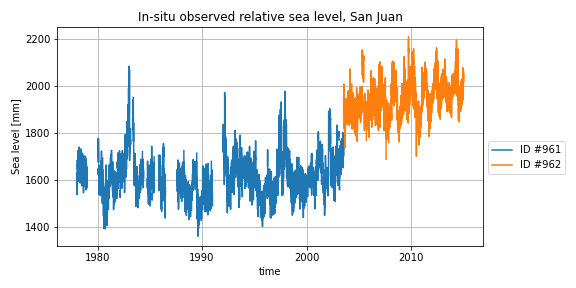 In-situ observed relative sea level, San Juan
Sea level [mm]
2200
2000
1800
1600
1400
1980
1990
2000
2010
time
ID #961
ID #962